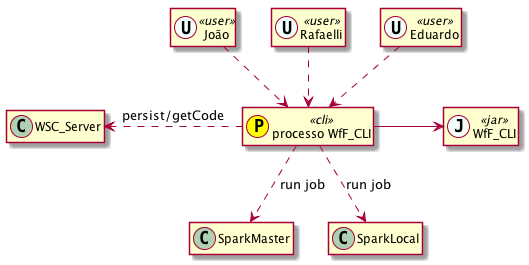 U «user» João
U «user» Rafaelli
U «user» Eduardo
persist/getCode
C WSC_Server
P «cli» processo WfF_CLI
J «jar» WfF_CLI
run job
run job
C SparkMaster
C SparkLocal